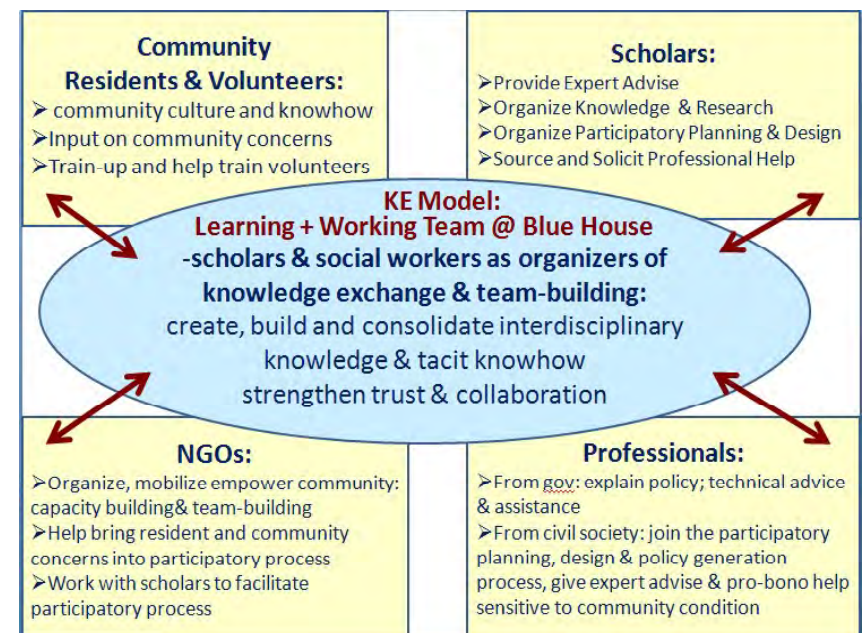 Community
Residents & Volunteers:
➢ community culture and knowhow
➢Input on community concerns
➢Train-up and help train volunteers
Scholars:
➢Provide Expert Advise
➢Organize Knowledge & Research
➢Organize Participatory Planning & Design
➢Source and Solicit Professional Help
KE Model:
Learning + Working Team @ Blue House
-scholars & social workers as organizers of
knowledge exchange & team-building:
create, build and consolidate interdisciplinary
knowledge & tacit knowhow
strengthen trust & collaboration
NGOs:
➢Organize, mobilize empower community:
capacity building& team-building
➢Help bring resident and community
concerns into participatory process
➢Work with scholars to facilitate
participatory process
Professionals:
➢From gov: explain policy; technical advice
& assistance
➢From civil society: join the participatory
planning, design & policy generation
process, give expert advise & pro-bono help
sensitive to community condition